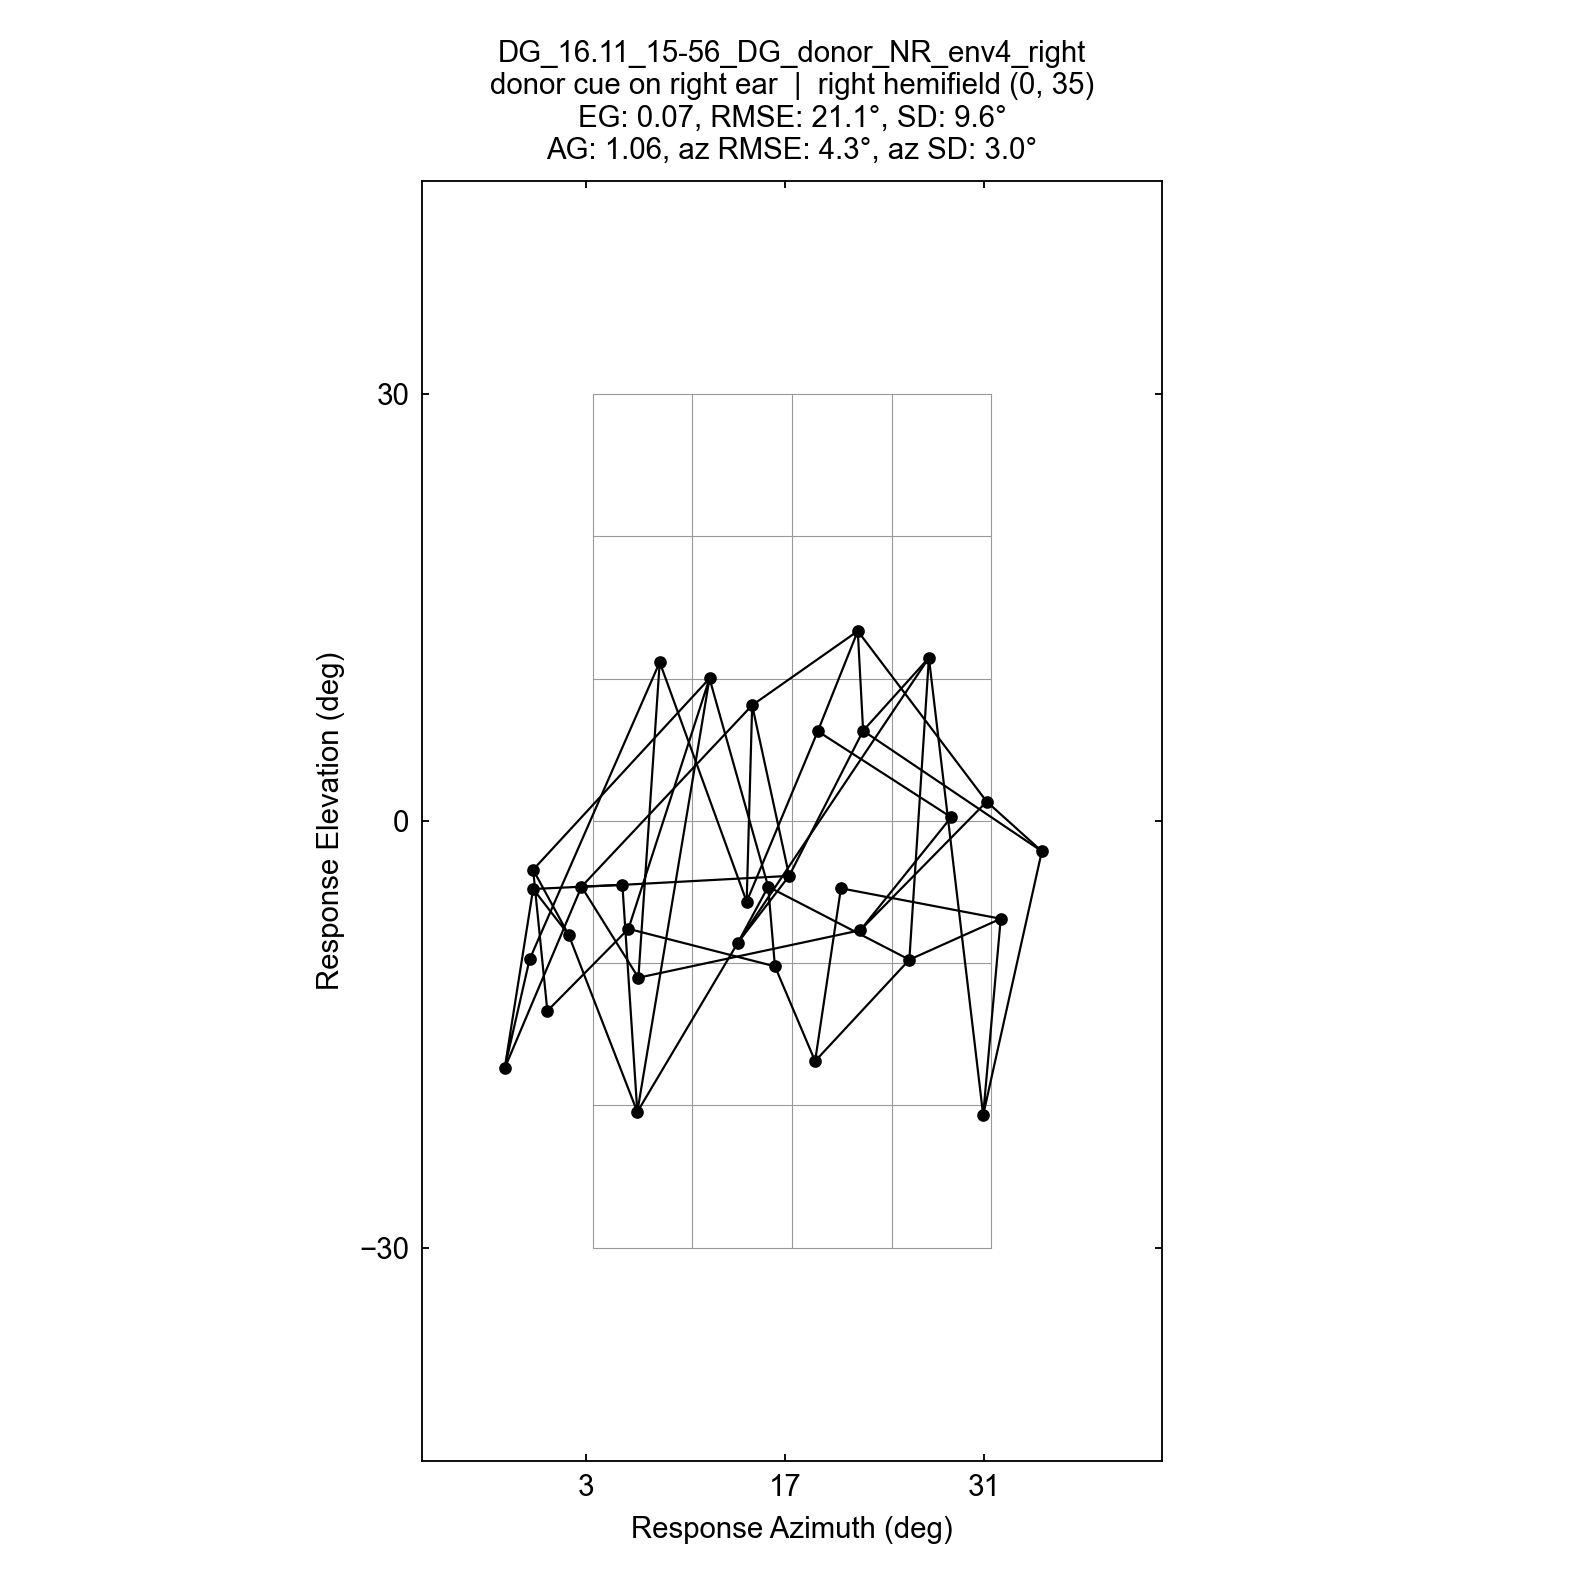 DG_16.11_15-56_DG_donor_NR_env4_right
donor cue on right ear | right hemifield (0, 35)
EG: 0.07, RMSE: 21.1°, SD: 9.6°
AG: 1.06, az RMSE: 4.3°, az SD: 3.0°
30
0
−30
Response Elevation (deg)
3 17 31
Response Azimuth (deg)